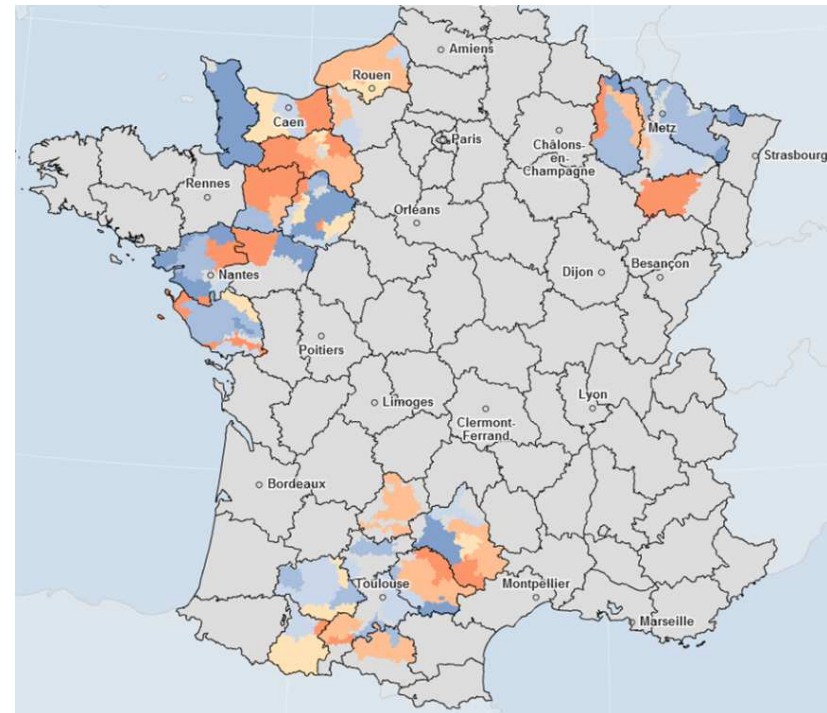 Amiens
Rouen
Caen
Paris
Metz
Châlons-
en-
Champagne
Strasbourg
Rennes
Orléans
Nantes
Dijon
Besançon
Poitiers
Limoges
Clermont-
Ferrand
Lyon
Bordeaux
Toulouse
Montpellier
Marseille